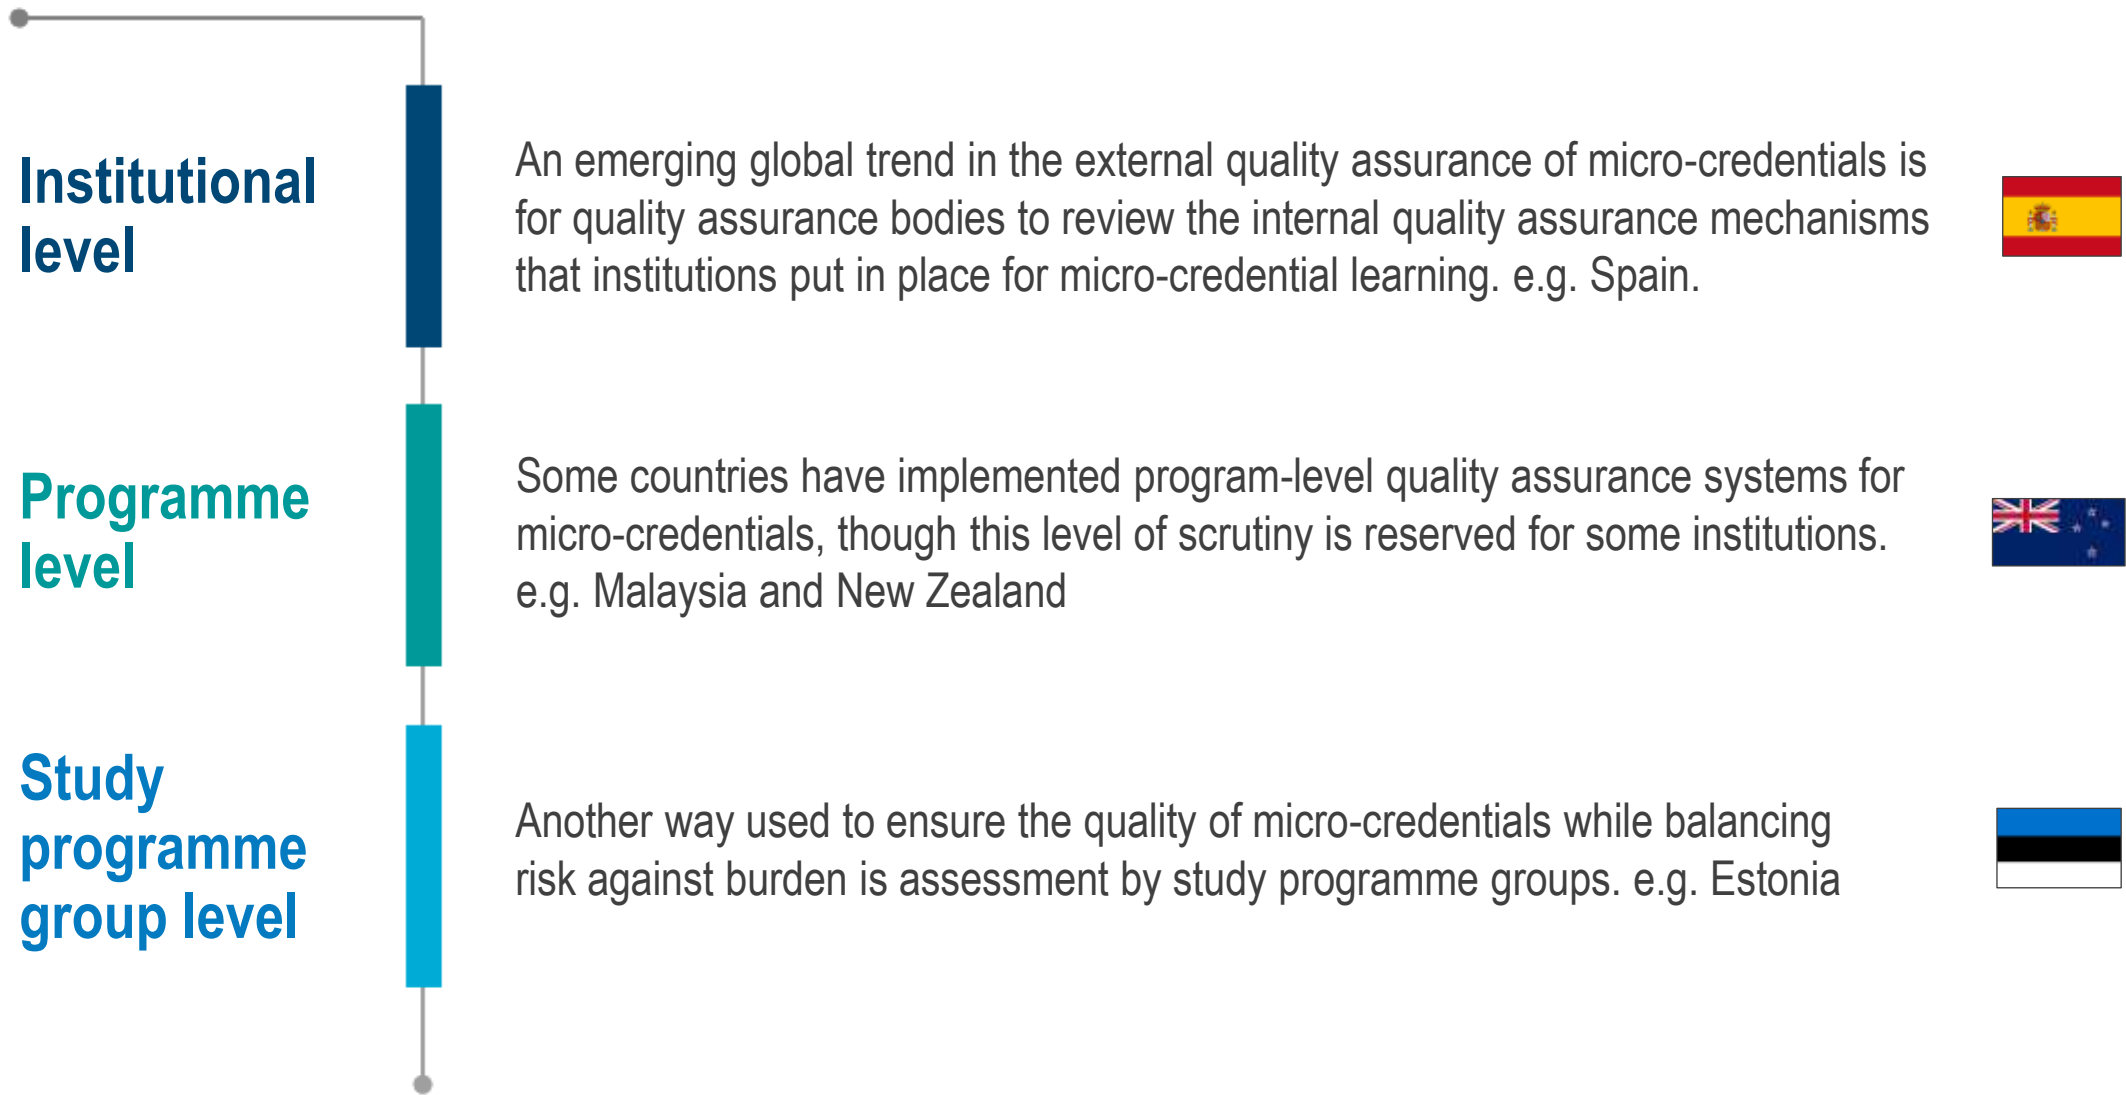 Institutional
level
An emerging global trend in the external quality assurance of micro-credentials is
for quality assurance bodies to review the internal quality assurance mechanisms
that institutions put in place for micro-credential learning. e.g. Spain.
Programme
level
Some countries have implemented program-level quality assurance systems for
micro-credentials, though this level of scrutiny is reserved for some institutions.
e.g. Malaysia and New Zealand
Study
programme
group level
Another way used to ensure the quality of micro-credentials while balancing
risk against burden is assessment by study programme groups. e.g. Estonia